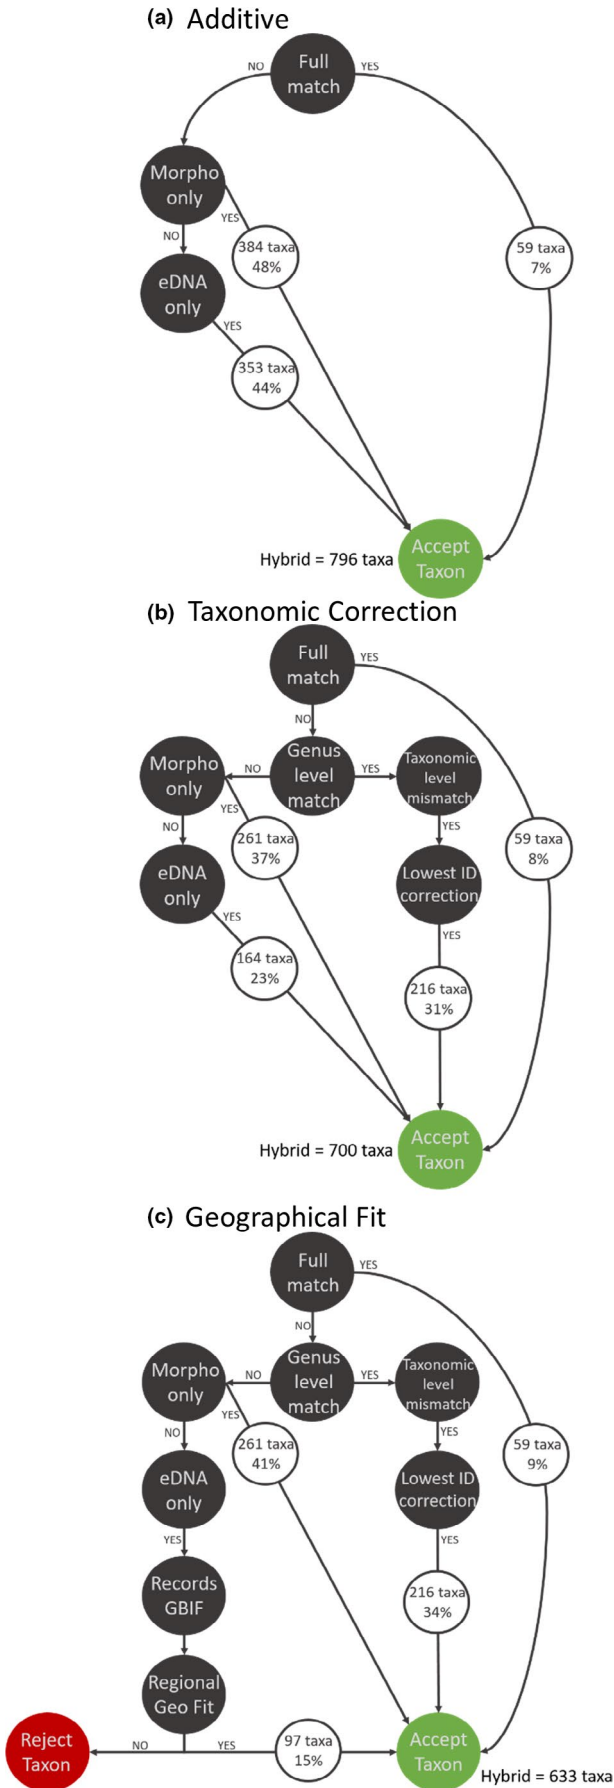 (a) Additive
Full
match
NO
YES
Morpho
only
YES
NO
384 taxa
48%
59 taxa
7%
eDNA
only
YES
353 taxa
44%
Accept
Taxon
Hybrid = 796 taxa
(b) Taxonomic Correction
Full
match
YES
NO
Genus
level
match
NO
YES
Morpho
only
Taxonomic
level
mismatch
YES
NO
YES
261 taxa
37%
59 taxa
8%
eDNA
only
Lowest ID
correction
YES
YES
164 taxa
23%
216 taxa
31%
Accept
Taxon
Hybrid = 700 taxa
(c) Geographical Fit
Full
match
YES
NO
Genus
level
match
NO
YES
Morpho
only
Taxonomic
level
mismatch
YES
NO
YES
261 taxa
41%
59 taxa
9%
eDNA
only
Lowest ID
correction
YES
YES
Records
GBIF
216 taxa
34%
Regional
Geo Fit
Reject
Taxon
NO
YES
97 taxa
15%
Accept
Taxon
Hybrid = 633 taxa